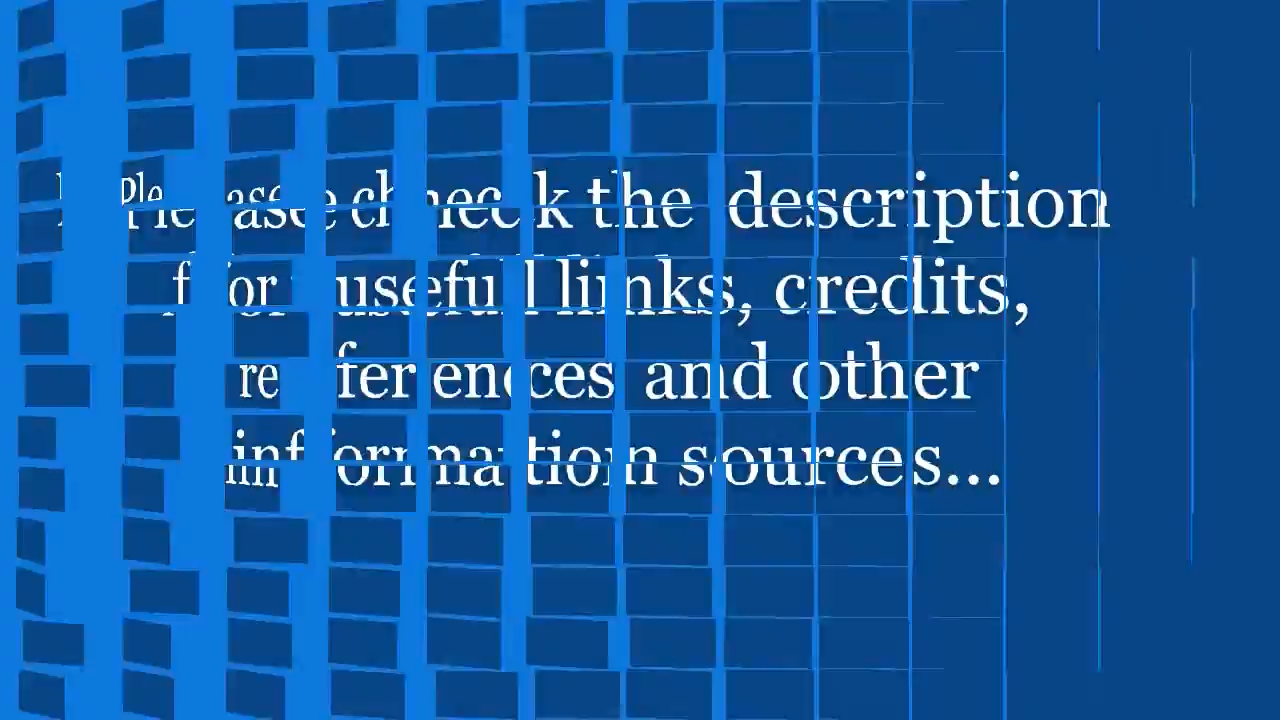 Please check the description
for useful links, credits,
references and other
information sources...